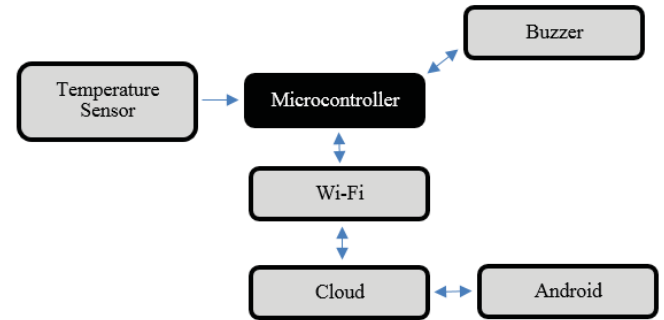 Buzzer
Temperature
Sensor
Microcontroller
Wi-Fi
Cloud
Android